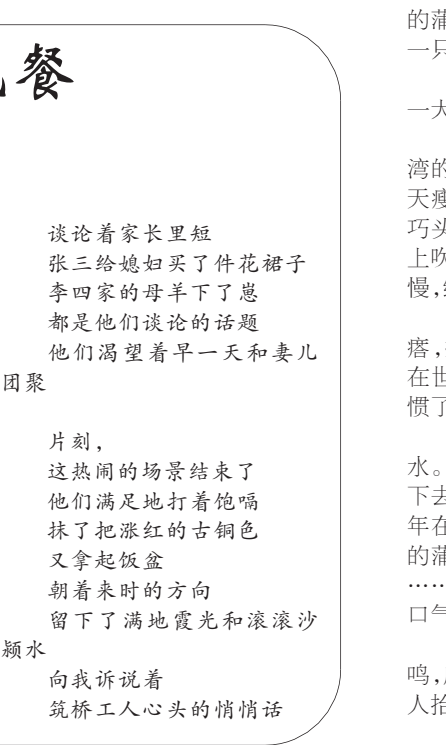 餐
谈论着家长里短
张三给媳妇买了件花裙子
李四家的母羊下了崽
都是他们谈论的话题
他们渴望着早一天和妻儿
团聚
片刻，
这热闹的场景结束了
他们满足地打着饱嗝
抹了把涨红的古铜色
又拿起饭盆
朝着来时的方向
留下了满地霞光和滚滚沙
颍水
向我诉说着
筑桥工人心头的悄悄话
的蒲
一只
一大
湾的
天瘦
巧头
上吹
慢,
瘩,
在世
惯了
水。
下去
年在
的蒲
……
口气
鸣,
人抬